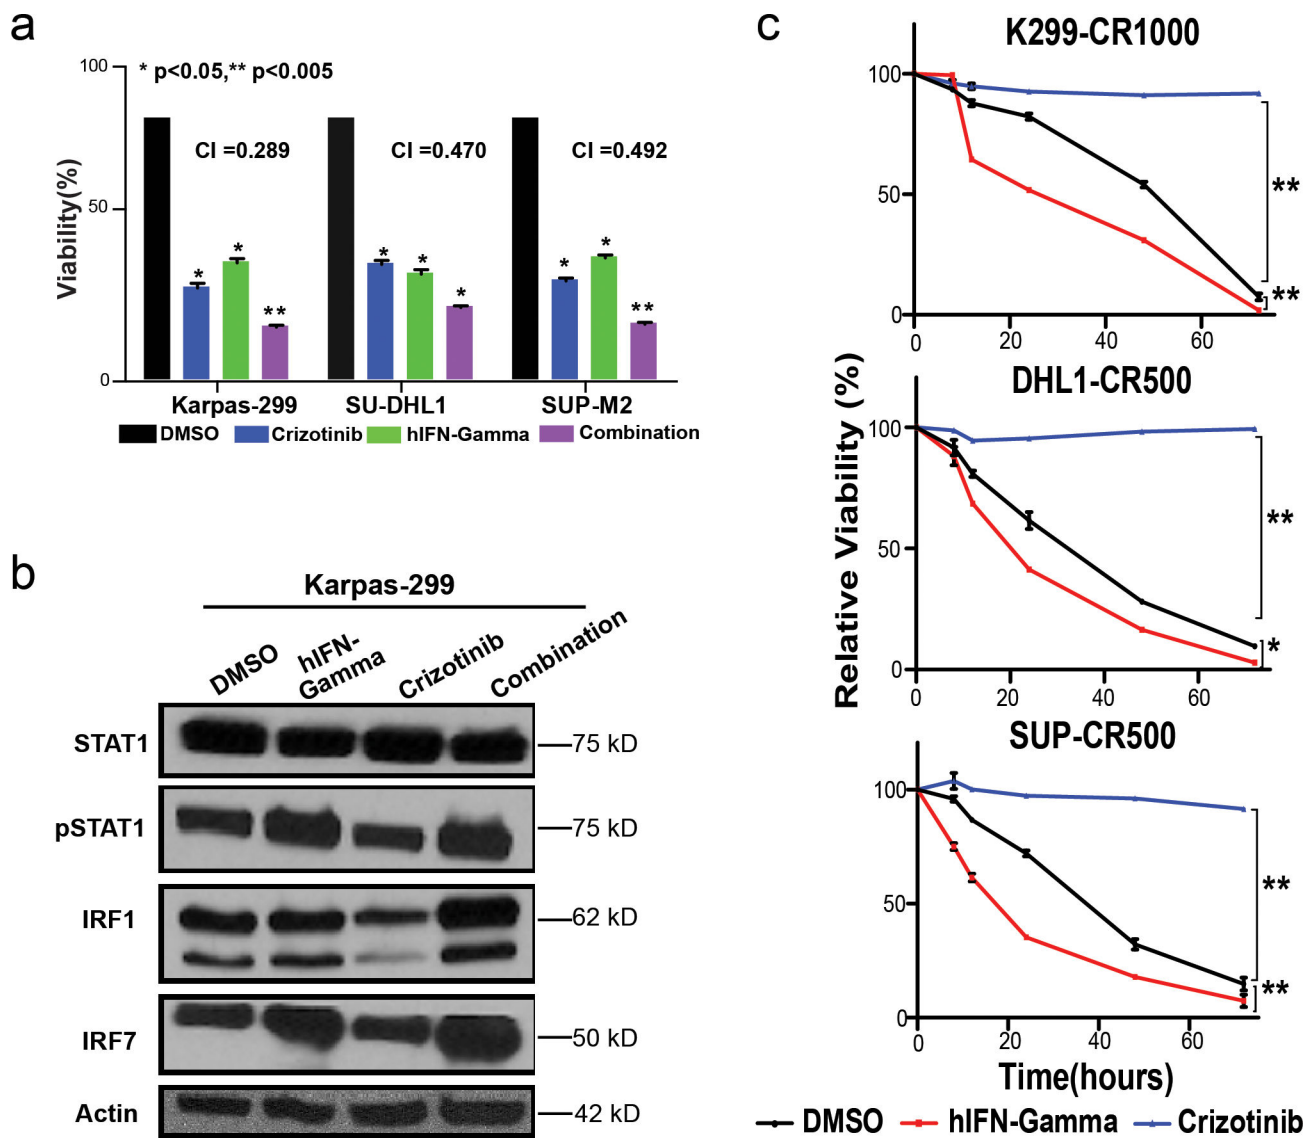 a
100
* p<0.05,** p<0.005
CI =0.289
CI =0.470
CI =0.492
Viability(%)
50
0
* * **
* * *
* * **
Karpas-299
SU-DHL1
SUP-M2
DMSO
Crizotinib
hIFN-Gamma
Combination
b
Karpas-299
DMSO
hIFN-
Gamma
Crizotinib
Combination
STAT1
75 kD
pSTAT1
75 kD
IRF1
62 kD
IRF7
50 kD
Actin
42 kD
c
Relative Viability (%)
K299-CR1000
100
50
0
0 20 40 60
**
**
DHL1-CR500
100
50
0
0 20 40 60
**
*
SUP-CR500
100
50
0
0 20 40 60
**
**
Time(hours)
DMSO
hIFN-Gamma
Crizotinib